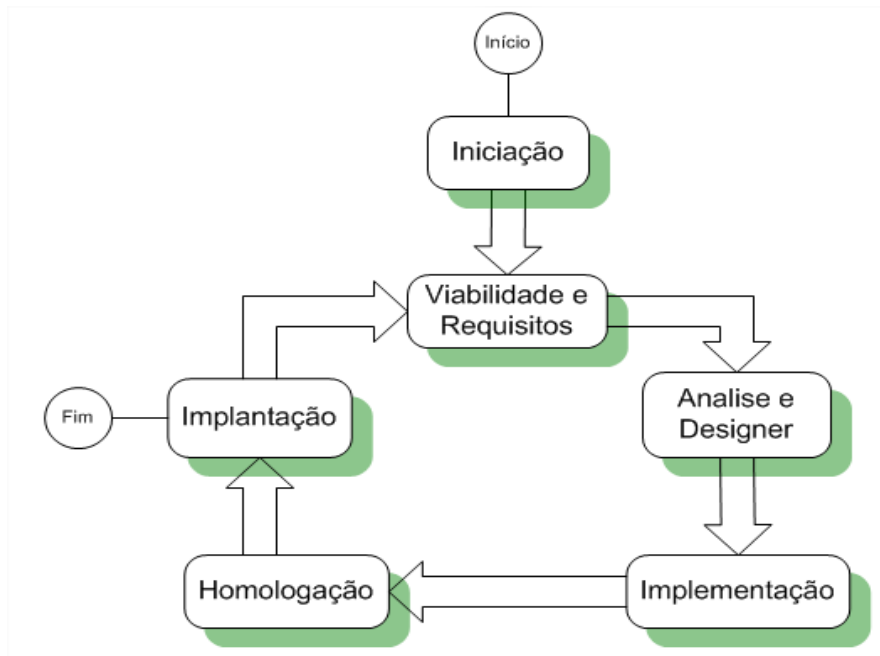 Início
Iniciação
Viabilidade e
Requisitos
Analise e
Designer
Implementação
Homologação
Implantação
Fim